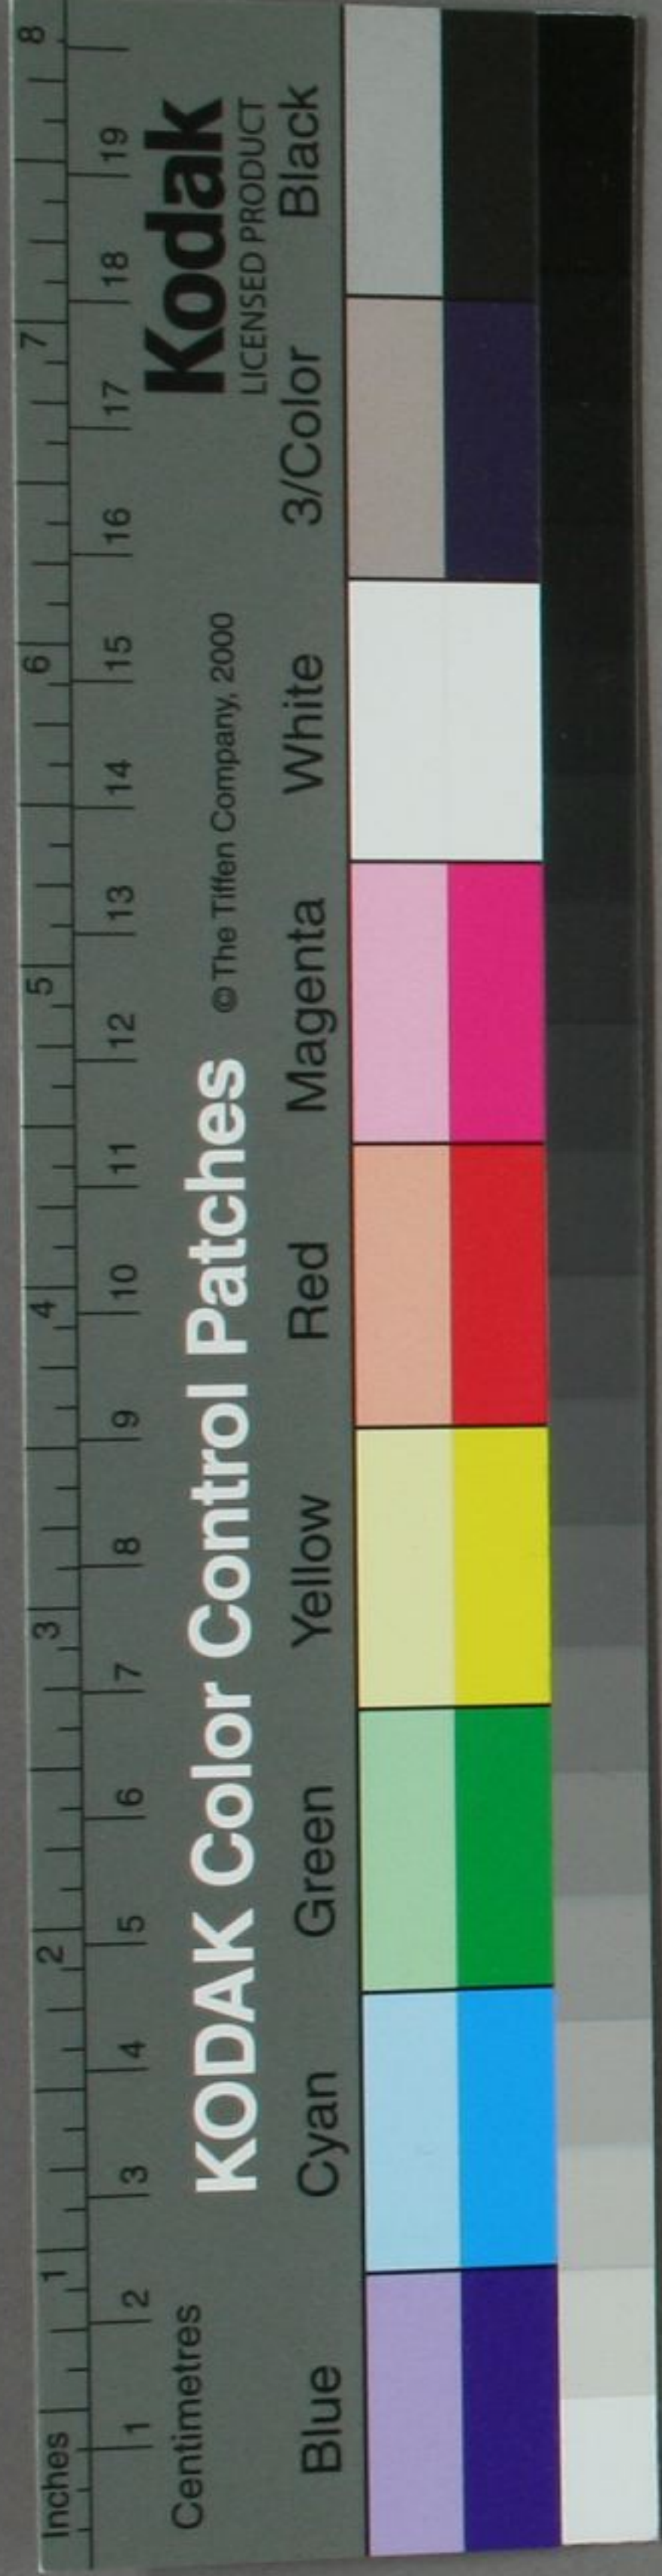 Inches 1 2 3 4 5 6 7 8
Centimetres 1 2 3 4 5 6 7 8 9 10 11 12 13 14 15 16 17 18 19
KODAK Color Control Patches © The Tiffen Company, 2000
Kodak
LICENSED PRODUCT
Blue Cyan Green Yellow Red Magenta White 3/Color Black